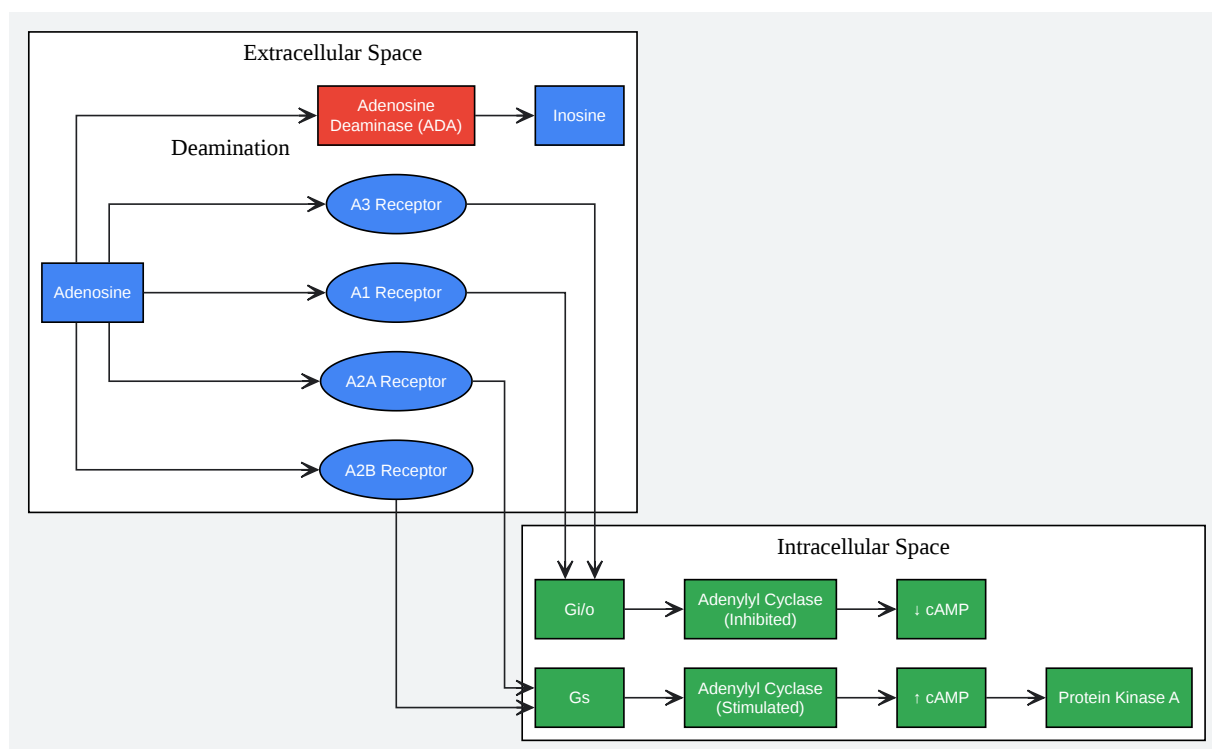 Extracellular Space
Adenosine
Deaminase (ADA)
Inosine
Deamination
A3 Receptor
Adenosine
A1 Receptor
A2A Receptor
A2B Receptor
Intracellular Space
Gi/o
Adenylyl Cyclase
(Inhibited)
↓ cAMP
Gs
Adenylyl Cyclase
(Stimulated)
↑ cAMP
Protein Kinase A